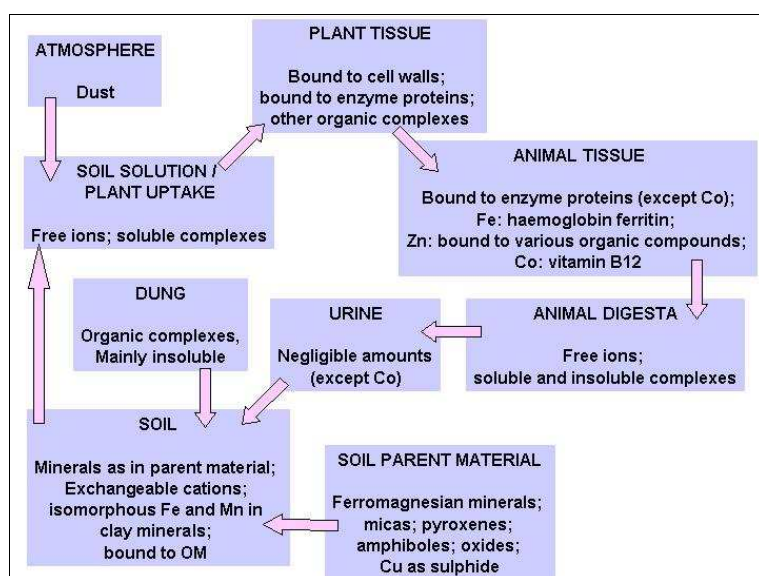 ATMOSPHERE
Dust
PLANT TISSUE
Bound to cell walls;
bound to enzyme proteins;
other organic complexes
SOIL SOLUTION /
PLANT UPTAKE
Free ions; soluble complexes
ANIMAL TISSUE
Bound to enzyme proteins (except Co);
Fe: haemoglobin ferritin;
Zn: bound to various organic compounds;
Co: vitamin B12
DUNG
Organic complexes,
Mainly insoluble
URINE
Negligible amounts
(except Co)
ANIMAL DIGESTA
Free ions;
soluble and insoluble complexes
SOIL
Minerals as in parent material;
Exchangeable cations;
isomorphous Fe and Mn in
clay minerals;
bound to OM
SOIL PARENT MATERIAL
Ferromagnesian minerals;
micas; pyroxenes;
amphiboles; oxides;
Cu as sulphide